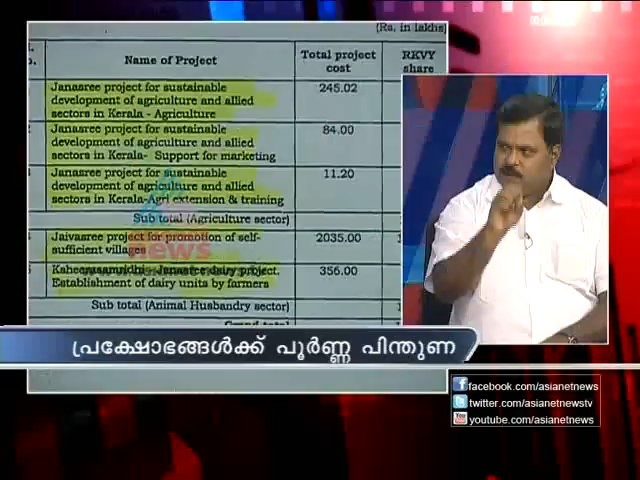 (Rs. in lakhs)
Name of Project
Total project
cost
RKVY
share
Janasree project for sustainable
development of agriculture and allied
sectors in Kerala - Agriculture
245.02
Janasree project for sustainable
development of agriculture and allied
sectors in Kerala- Support for marketing
84.00
Janasree project for sustainable
development of agriculture and allied
sectors in Kerala-Agri extension & training
11.20
Sub total (Agriculture sector)
Jaivasree project for promotion of self-
sufficient villages
2035.00
Ksheerasamridhi - Janasree dairy project.
Establishment of dairy units by farmers
356.00
Sub total (Animal Husbandry sector)
news
പ്രക്ഷോഭങ്ങൾക്ക് പൂർണ്ണ പിന്തുണ
facebook.com/asianetnews
twitter.com/asianetnewstv
youtube.com/asianetnews